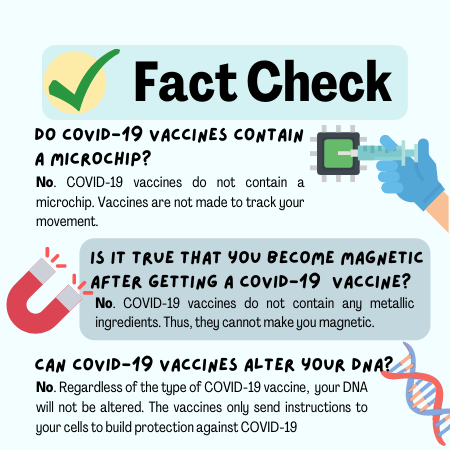 Fact Check
DO COVID-19 VACCINES CONTAIN
A MICROCHIP?
No. COVID-19 vaccines do not contain a
microchip. Vaccines are not made to track your
movement.
IS IT TRUE THAT YOU BECOME MAGNETIC
AFTER GETTING A COVID-19 VACCINE?
No. COVID-19 vaccines do not contain any metallic
ingredients. Thus, they cannot make you magnetic.
CAN COVID-19 VACCINES ALTER YOUR DNA?
No. Regardless of the type of COVID-19 vaccine, your DNA
will not be altered. The vaccines only send instructions to
your cells to build protection against COVID-19